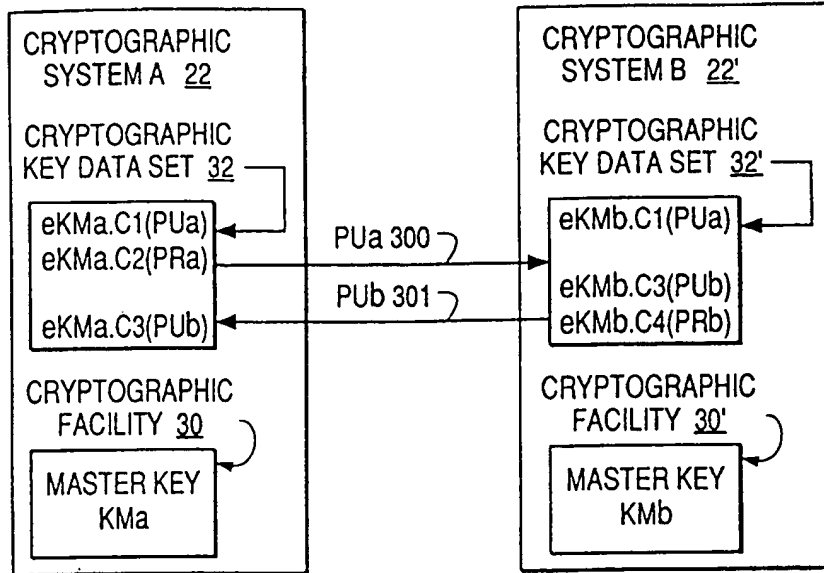 CRYPTOGRAPHIC
SYSTEM A 22
CRYPTOGRAPHIC
KEY DATA SET 32
eKMa.C1(PUa)
eKMa.C2(PRa)
eKMa.C3(PUb)
CRYPTOGRAPHIC
FACILITY 30
MASTER KEY
KMa
PUa 300
PUb 301
CRYPTOGRAPHIC
SYSTEM B 22'
CRYPTOGRAPHIC
KEY DATA SET 32'
eKMb.C1(PUa)
eKMb.C3(PUb)
eKMb.C4(PRb)
CRYPTOGRAPHIC
FACILITY 30'
MASTER KEY
KMb